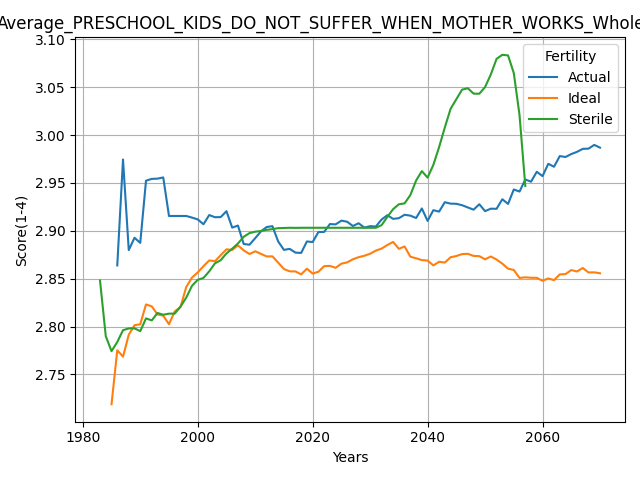 Average_PRESCHOOL_KIDS_DO_NOT_SUFFER_WHEN_MOTHER_WORKS_Whole
Fertility
Actual
Ideal
Sterile
Score(1-4)
3.10
3.05
3.00
2.95
2.90
2.85
2.80
2.75
1980 2000 2020 2040 2060
Years